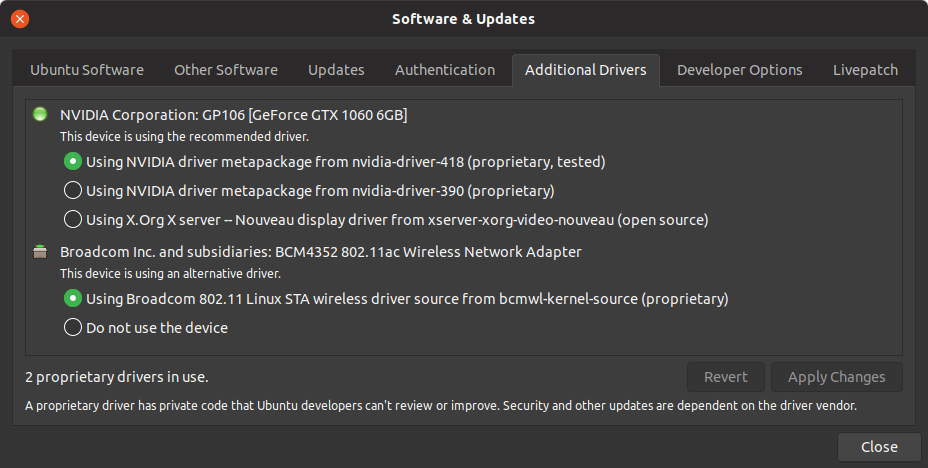 Software & Updates
Ubuntu Software Other Software Updates Authentication Additional Drivers Developer Options Livepatch
NVIDIA Corporation: GP106 [GeForce GTX 1060 6GB]
This device is using the recommended driver.
Using NVIDIA driver metapackage from nvidia-driver-418 (proprietary, tested)
Using NVIDIA driver metapackage from nvidia-driver-390 (proprietary)
Using X.Org X server -- Nouveau display driver from xserver-xorg-video-nouveau (open source)
Broadcom Inc. and subsidiaries: BCM4352 802.11ac Wireless Network Adapter
This device is using an alternative driver.
Using Broadcom 802.11 Linux STA wireless driver source from bcmwl-kernel-source (proprietary)
Do not use the device
2 proprietary drivers in use.
Revert Apply Changes
A proprietary driver has private code that Ubuntu developers can't review or improve. Security and other updates are dependent on the driver vendor.
Close